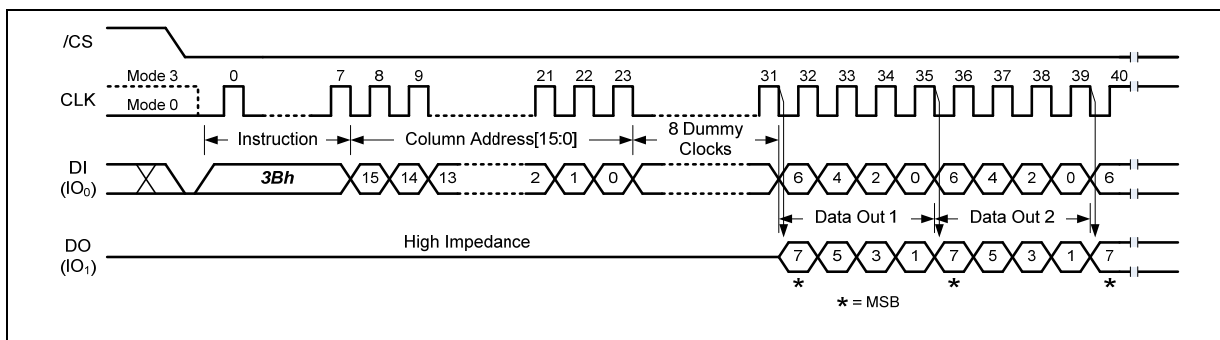 /CS
Mode 3 0 7 8 9 21 22 23 31 32 33 34 35 36 37 38 39 40
CLK Mode 0
Instruction Column Address[15:0] 8 Dummy Clocks
DI (IO0) 3Bh 15 14 13 2 1 0 6 4 2 0 6 4 2 0 6
Data Out 1 Data Out 2
High Impedance
DO (IO1) 7 5 3 1 7 5 3 1 7
* * *
* = MSB